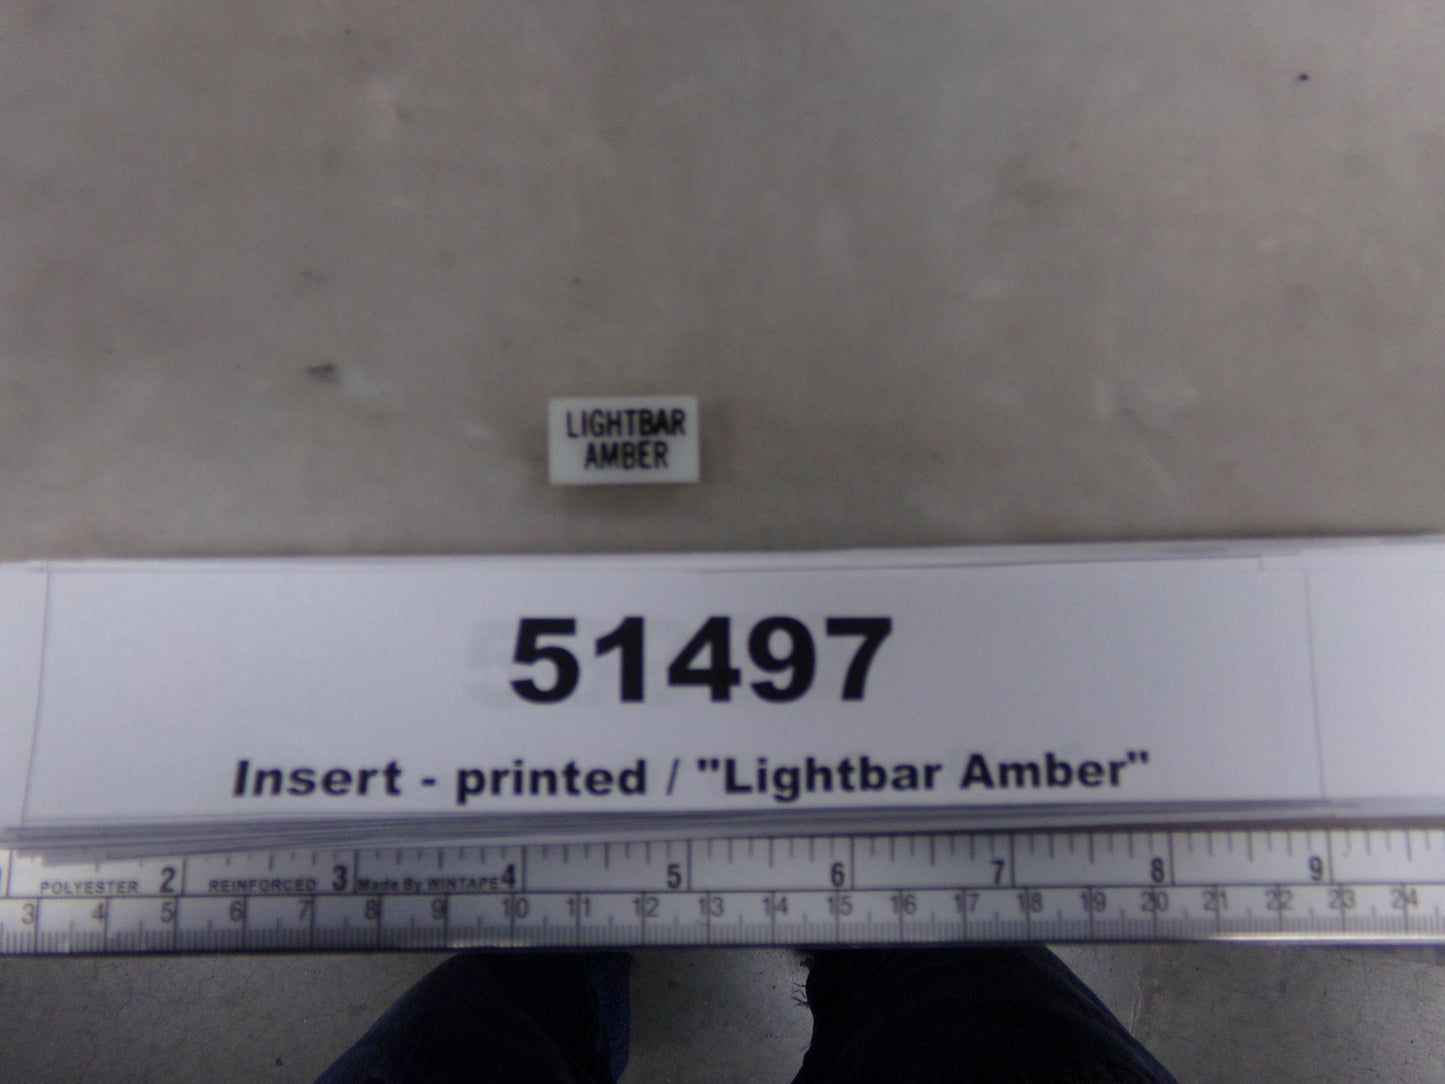 LIGHTBAR
AMBER
51497
Insert - printed / "Lightbar Amber"
POLYESTER 2 REINFORCED 3 Made By WINTAPE 4 5 6 7 8 9
3 4 5 6 7 8 9 10 11 12 13 14 15 16 17 18 19 20 21 22 23 24